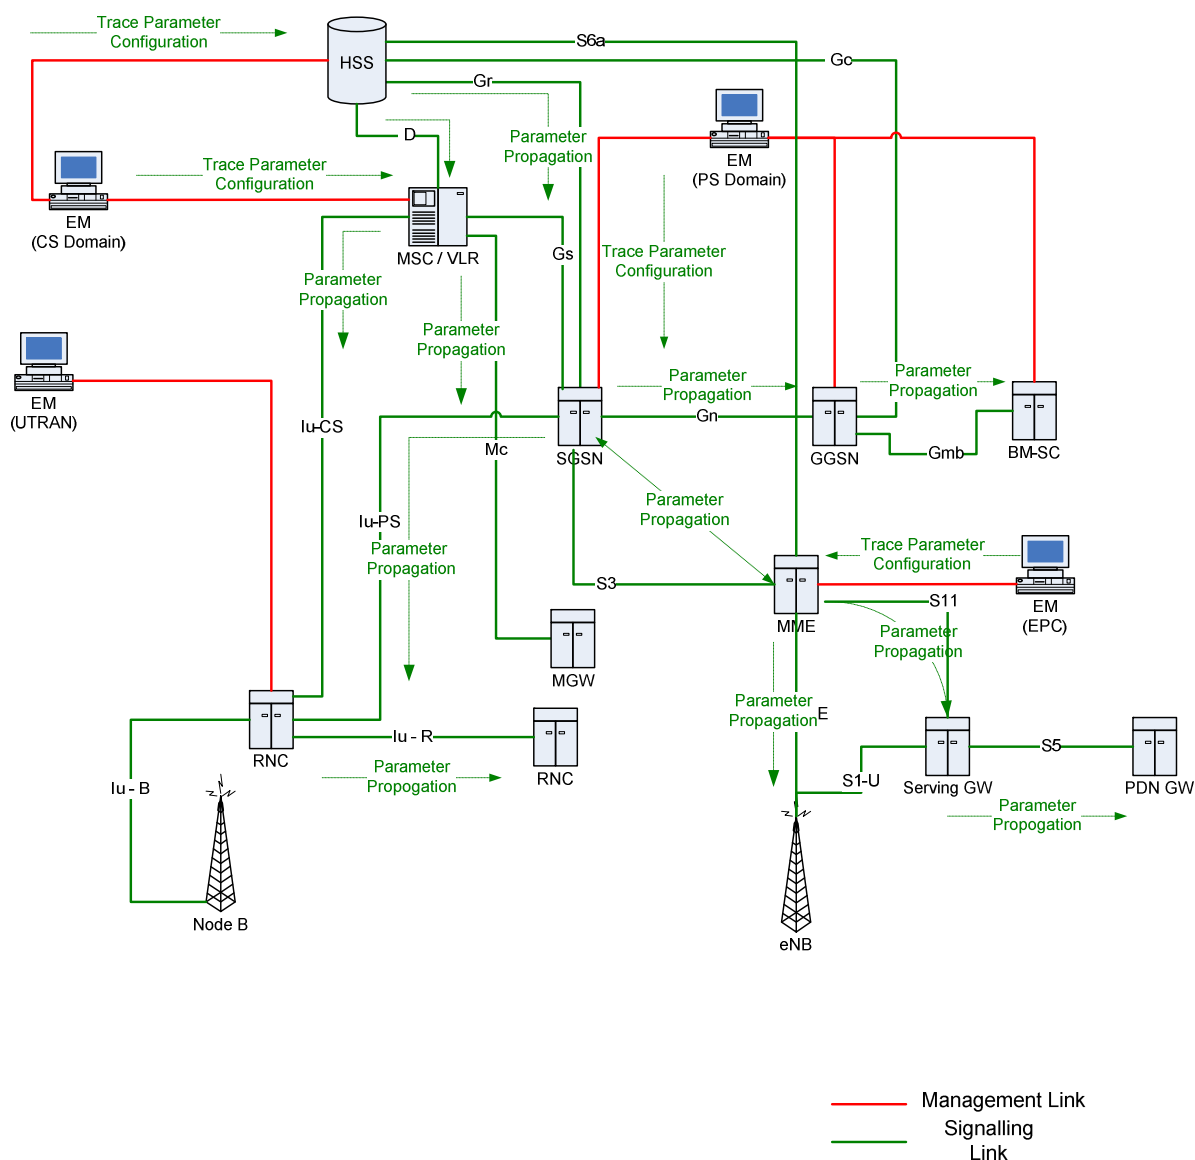 Trace Parameter
Configuration
HSS
S6a
Gc
Gr
D
Parameter
Propagation
EM
(PS Domain)
Trace Parameter
Configuration
EM
(CS Domain)
MSC / VLR
Gs
Trace Parameter
Configuration
Parameter
Propagation
Parameter
Propagation
EM
(UTRAN)
Iu-CS
Mc
Parameter
Propagation
Gn
Parameter
Propagation
SGSN
GGSN
Gmb
BM-SC
Iu-PS
Parameter
Propagation
Parameter
Propagation
Trace Parameter
Configuration
S3
MME
S11
EM
(EPC)
Parameter
Propagation
MGW
Parameter
Propagation
E
RNC
Iu - R
RNC
Parameter
Propogation
Iu - B
S1-U
Serving GW
S5
PDN GW
Parameter
Propogation
Node B
eNB
Management Link
Signalling
Link